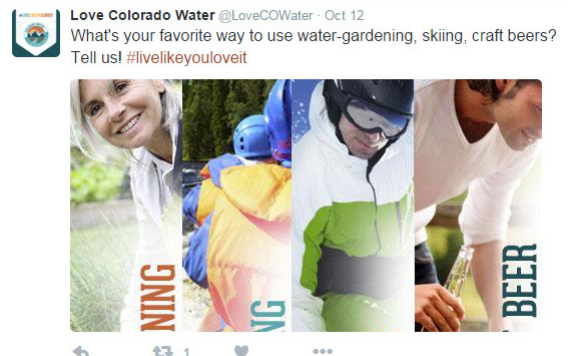 Love Colorado Water @LoveCOWater · Oct 12
What's your favorite way to use water-gardening, skiing, craft beers?
Tell us! #livelikeyouloveit
NING
NG
BEER
1